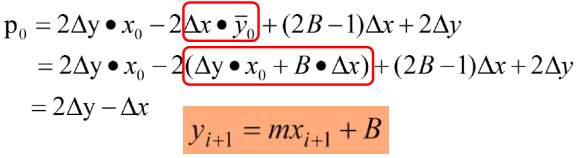 p₀ = 2Δy • x₀ − 2Δx • y̅₀ + (2B − 1)Δx + 2Δy
= 2Δy • x₀ − 2(Δy • x₀ + B • Δx) + (2B − 1)Δx + 2Δy
= 2Δy − Δx
yᵢ₊₁ = mxᵢ₊₁ + B